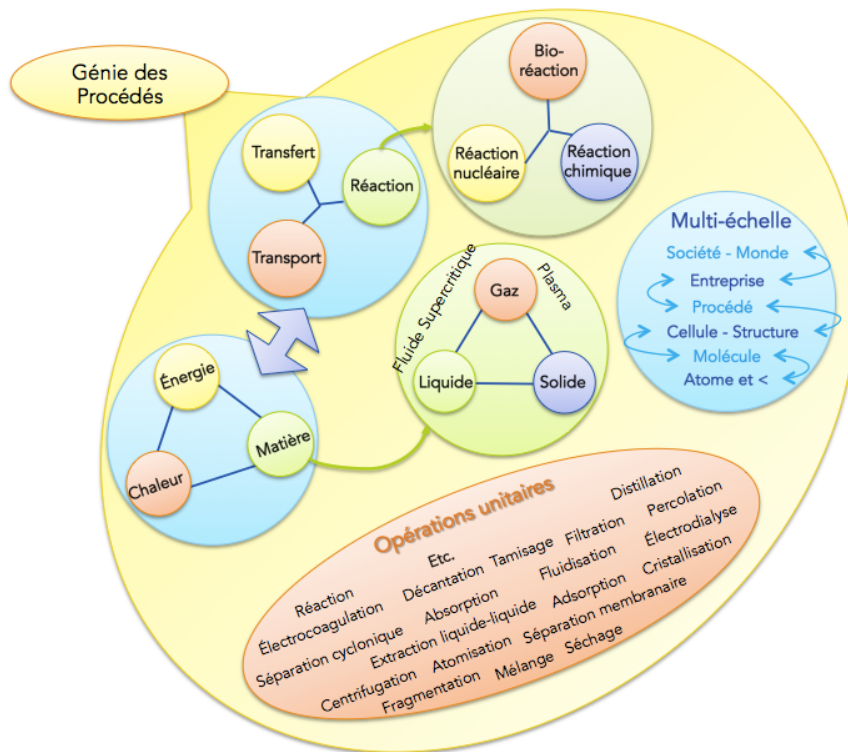 Génie des
Procédés
Transfert
Réaction
Transport
Bio-
réaction
Réaction
nucléaire
Réaction
chimique
Multi-échelle
Société - Monde
Entreprise
Procédé
Cellule - Structure
Molécule
Atome et <
Fluide Supercritique
Plasma
Gaz
Liquide
Solide
Énergie
Matière
Chaleur
Opérations unitaires
Distillation
Etc.
Tamisage
Filtration
Percolation
Réaction
Décantation
Fluidisation
Électrodialyse
Électrocoagulation
Absorption
Adsorption
Cristallisation
Séparation cyclonique
Extraction liquide-liquide
Séparation membranaire
Centrifugation
Atomisation
Fragmentation
Mélange
Séchage